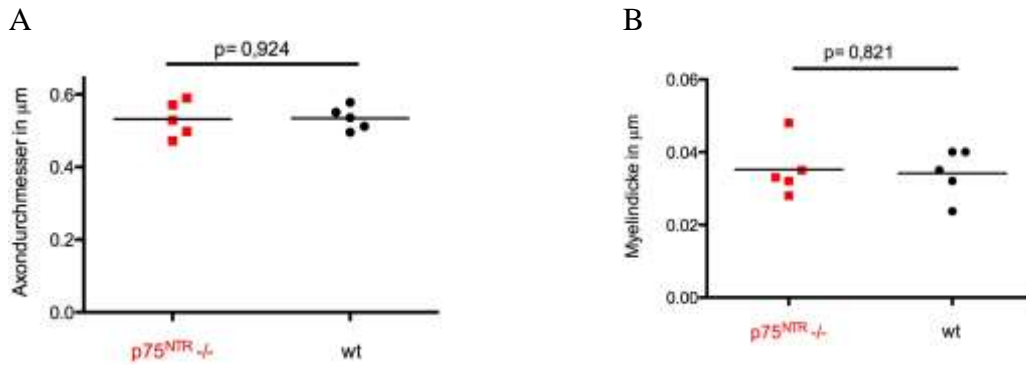 A
p= 0,924
Axondurchmesser in μm
0.6
0.4
0.2
0.0
p75NTR -/-
wt
B
p= 0,821
Myelindicke in μm
0.06
0.04
0.02
0.00
p75NTR -/-
wt